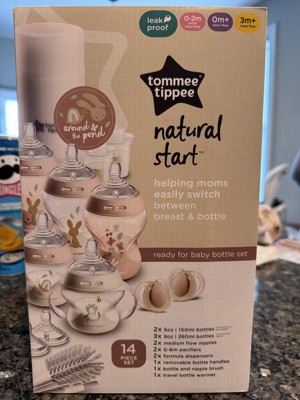 leak
proof
0-2m
0m+
slow flow
3m+
tommee
tippee
around &
the pond
natural
start™
helping moms
easily switch
between
breast & bottle
ready for baby bottle set
14
PIECE
SET
2x 5oz | 150ml bottles
3x 9oz | 260ml bottles
2x medium flow nipples
2x 0-6m pacifiers
2x formula dispensers
1x removable bottle handles
1x bottle and nipple brush
1x travel bottle warmer